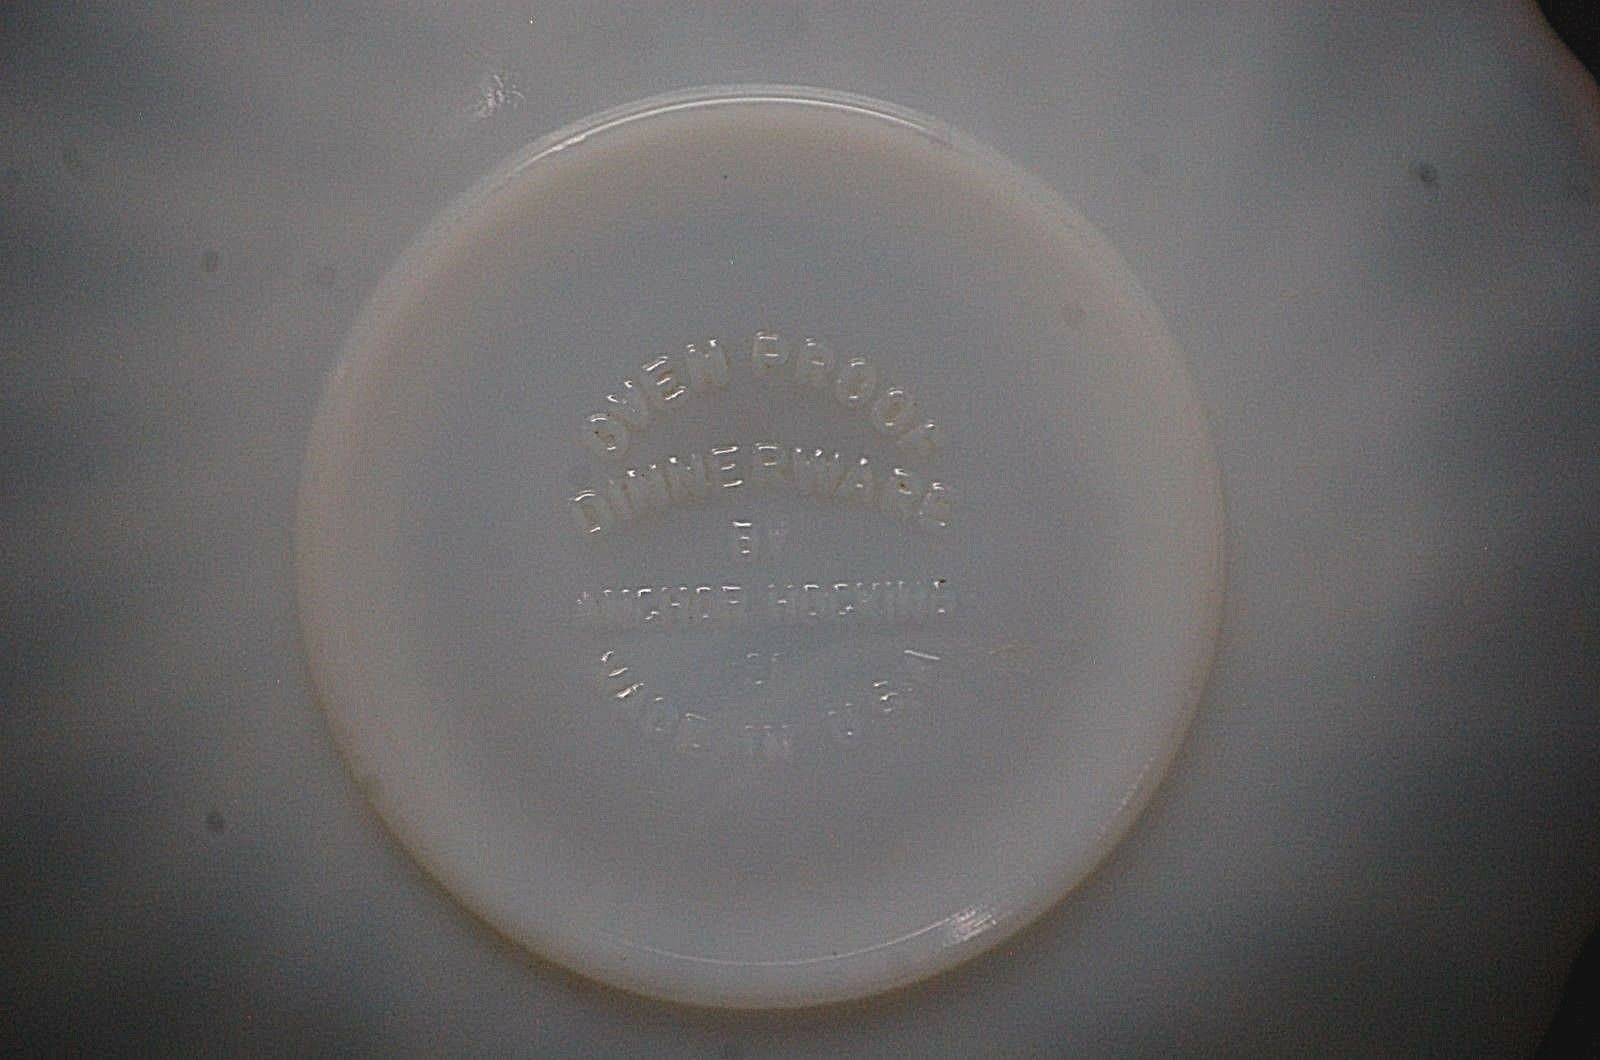 OVEN PROOF
DINNERWARE
BY
ANCHOR HOCKING
MADE IN U.S.A.